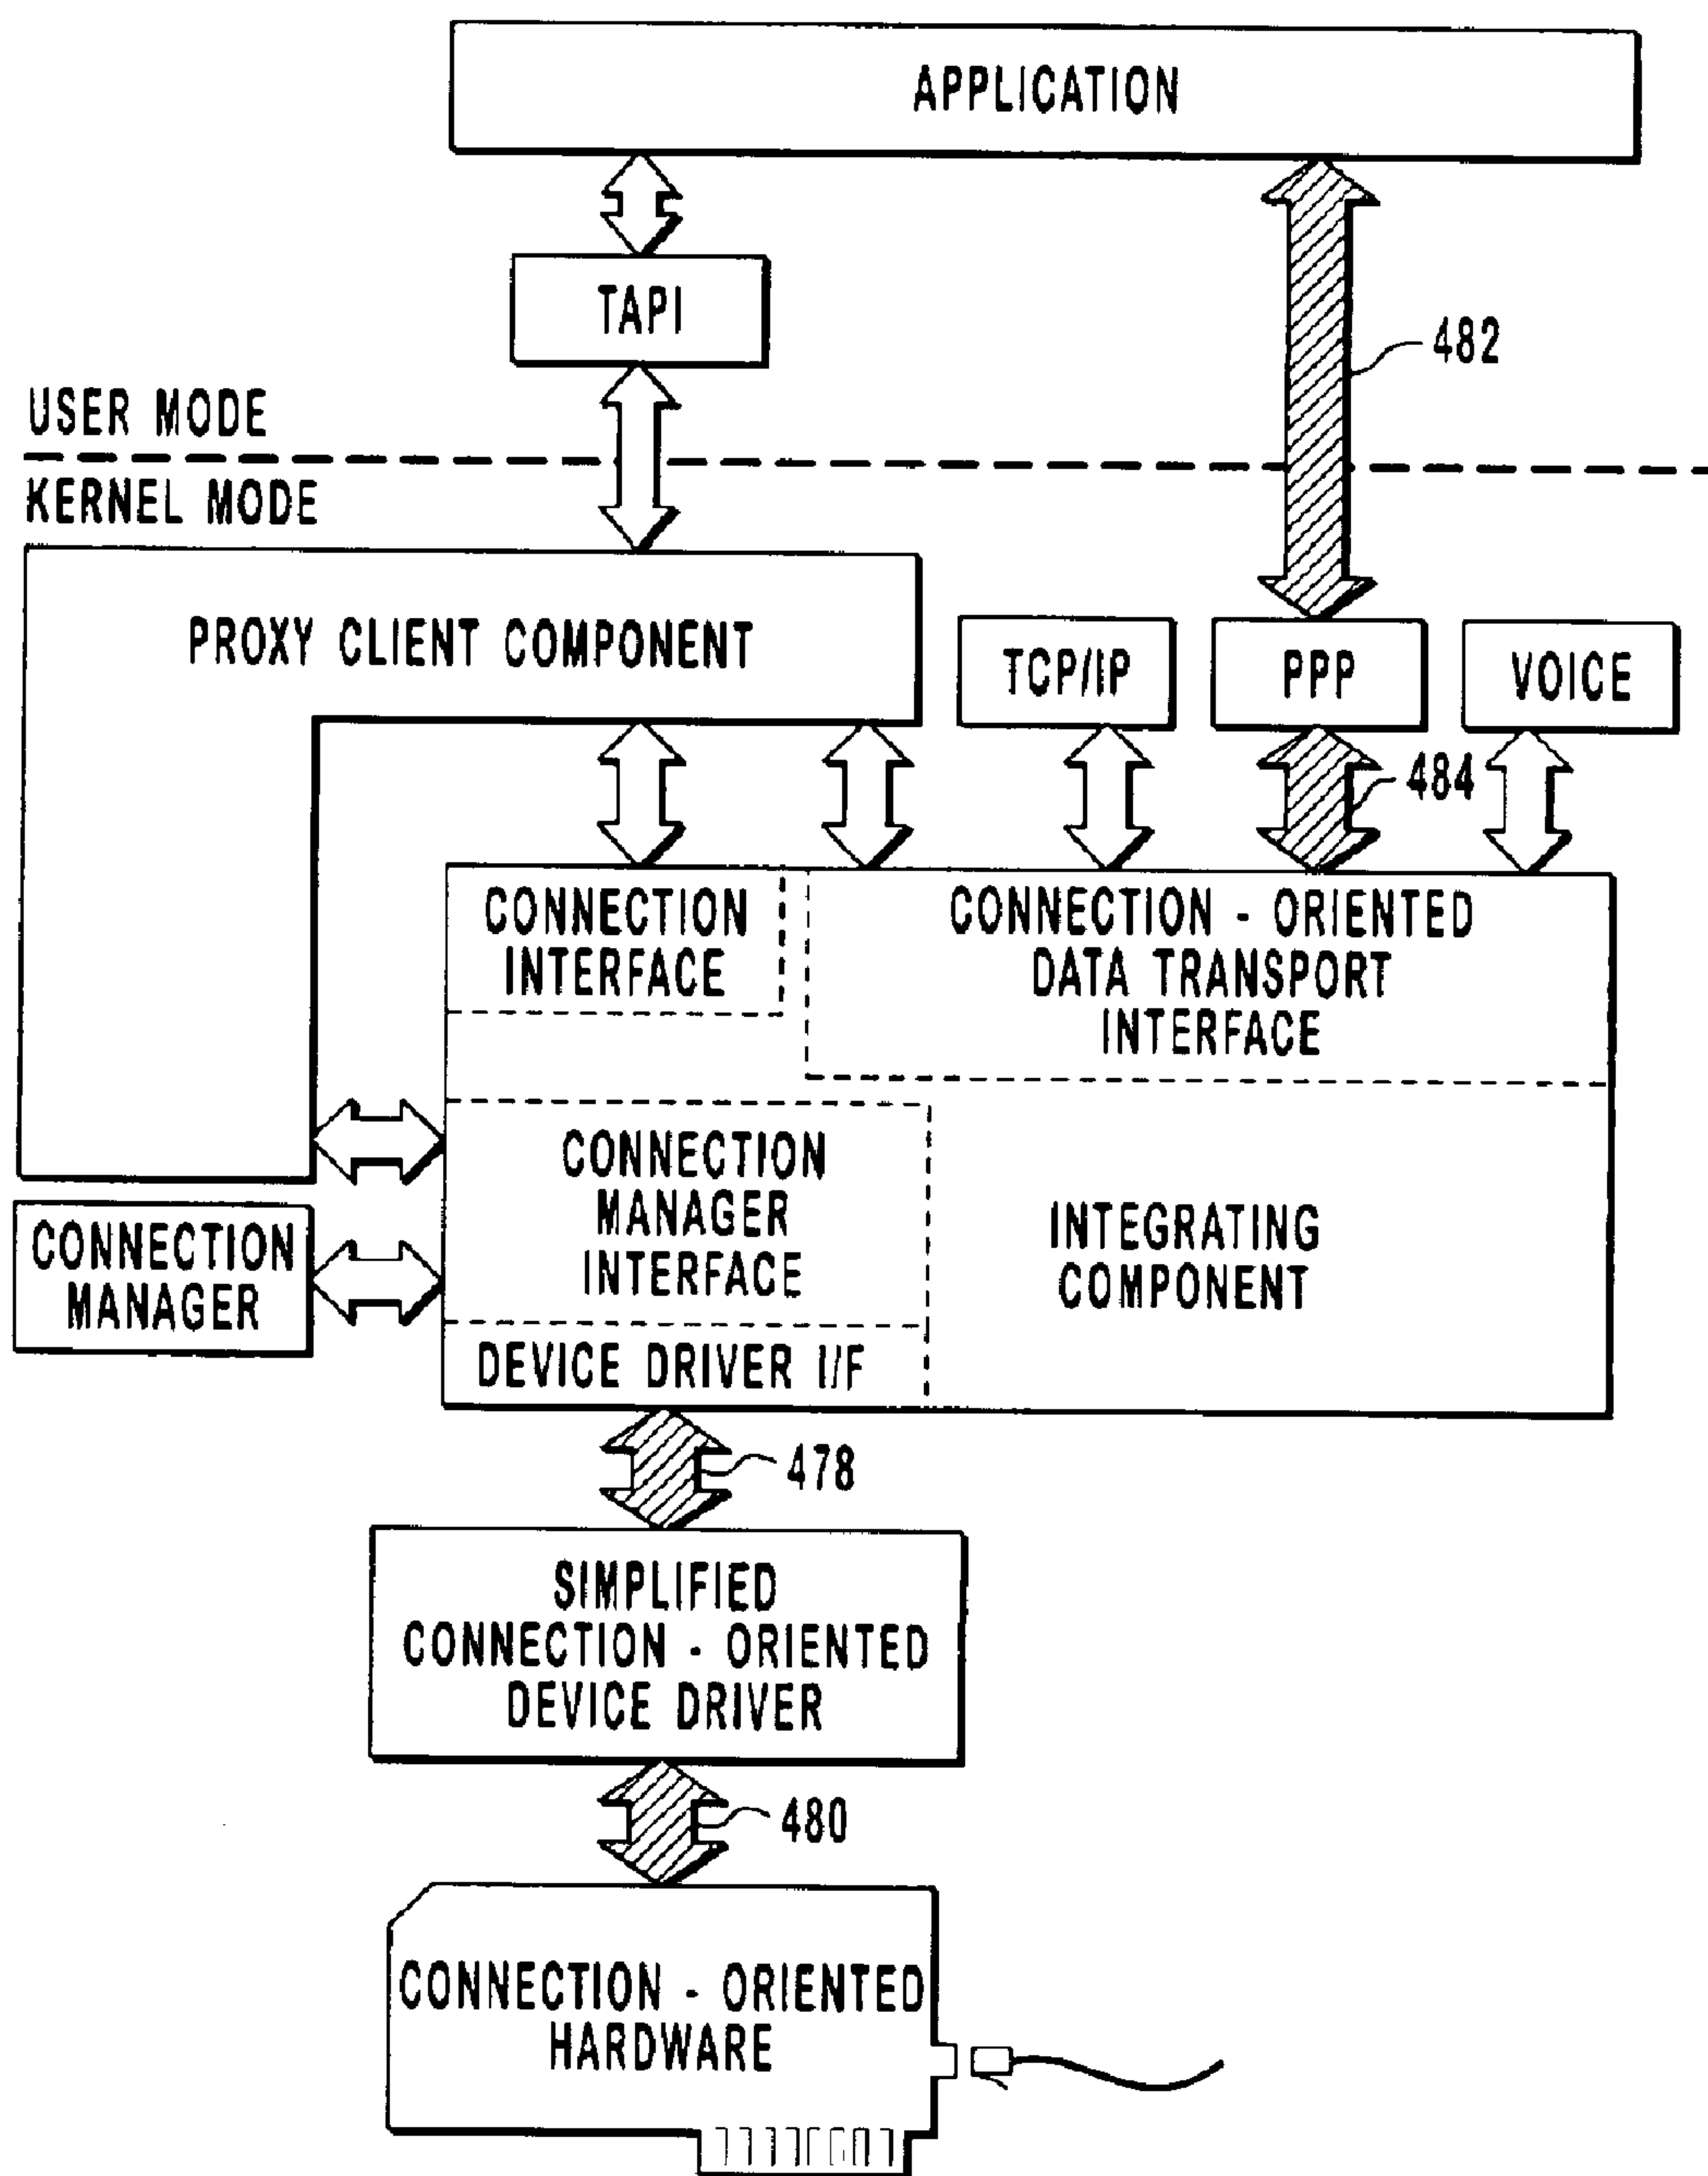 APPLICATION
TAPI
482
USER MODE
KERNEL MODE
PROXY CLIENT COMPONENT
TCP/IP
PPP
VOICE
484
CONNECTION
INTERFACE
CONNECTION - ORIENTED
DATA TRANSPORT
INTERFACE
CONNECTION
MANAGER
INTERFACE
INTEGRATING
COMPONENT
CONNECTION
MANAGER
DEVICE DRIVER I/F
478
SIMPLIFIED
CONNECTION - ORIENTED
DEVICE DRIVER
480
CONNECTION - ORIENTED
HARDWARE